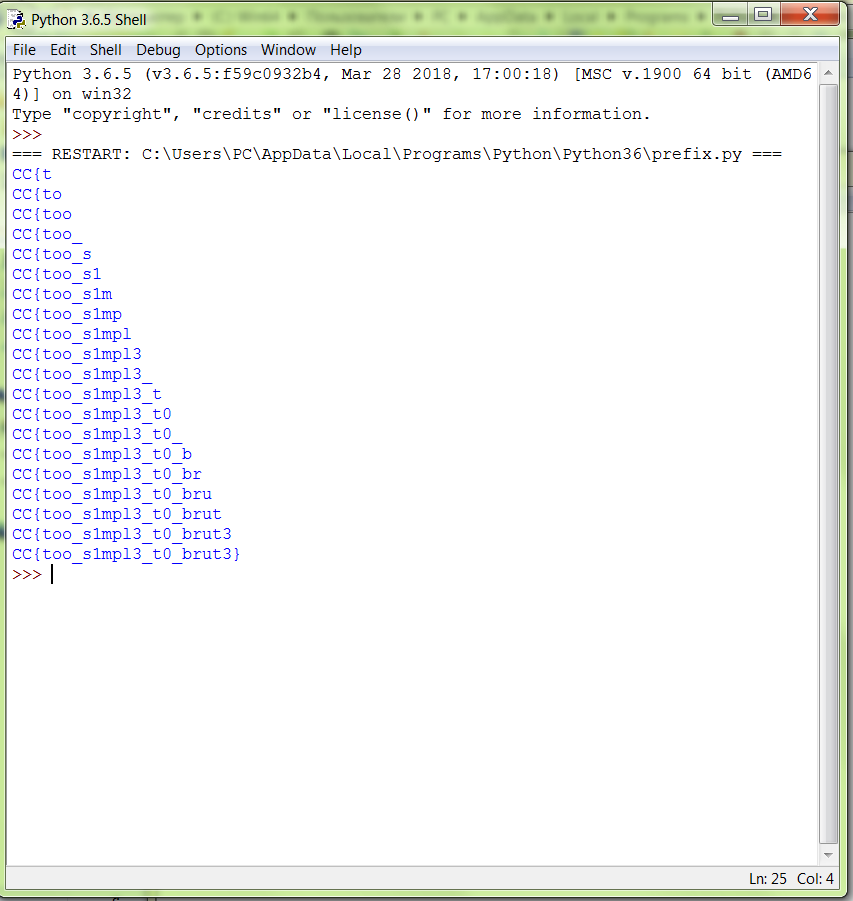 Python 3.6.5 Shell
File Edit Shell Debug Options Window Help
Python 3.6.5 (v3.6.5:f59c0932b4, Mar 28 2018, 17:00:18) [MSC v.1900 64 bit (AMD6
4)] on win32
Type "copyright", "credits" or "license()" for more information.
>>>
=== RESTART: C:\Users\PC\AppData\Local\Programs\Python\Python36\prefix.py ===
CC{t
CC{to
CC{too
CC{too_
CC{too_s
CC{too_s1
CC{too_s1m
CC{too_s1mp
CC{too_s1mpl
CC{too_s1mpl3
CC{too_s1mpl3_
CC{too_s1mpl3_t
CC{too_s1mpl3_t0
CC{too_s1mpl3_t0_
CC{too_s1mpl3_t0_b
CC{too_s1mpl3_t0_br
CC{too_s1mpl3_t0_bru
CC{too_s1mpl3_t0_brut
CC{too_s1mpl3_t0_brut3
CC{too_s1mpl3_t0_brut3}
>>>
Ln: 25 Col: 4